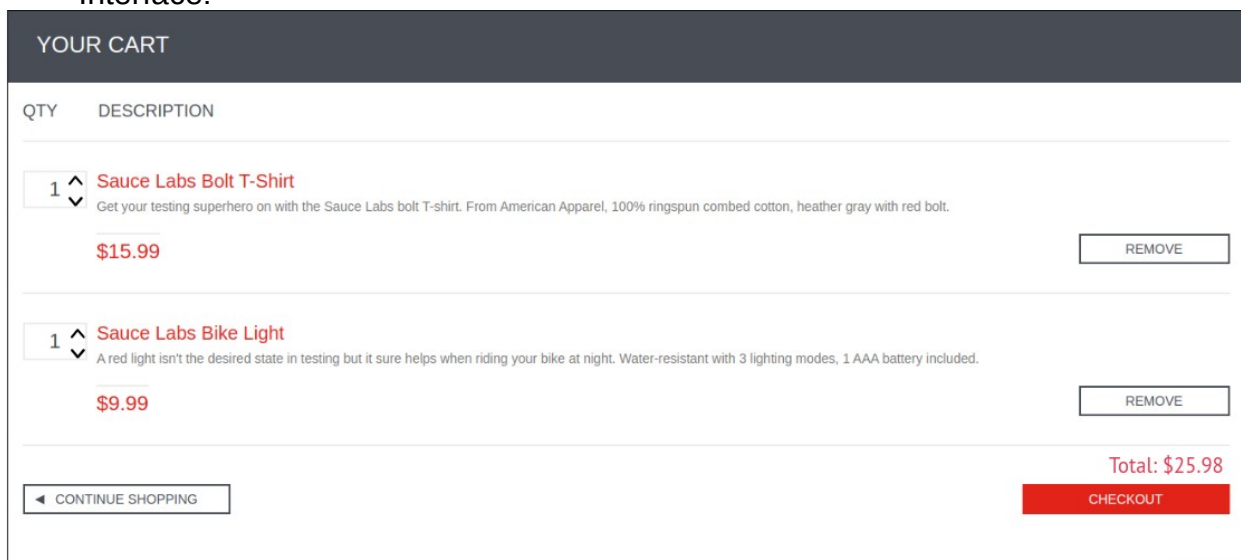 interface.
YOUR CART
QTY DESCRIPTION
1 Sauce Labs Bolt T-Shirt
Get your testing superhero on with the Sauce Labs bolt T-shirt. From American Apparel, 100% ringspun combed cotton, heather gray with red bolt.
$15.99 REMOVE
1 Sauce Labs Bike Light
A red light isn't the desired state in testing but it sure helps when riding your bike at night. Water-resistant with 3 lighting modes, 1 AAA battery included.
$9.99 REMOVE
Total: $25.98
CONTINUE SHOPPING CHECKOUT